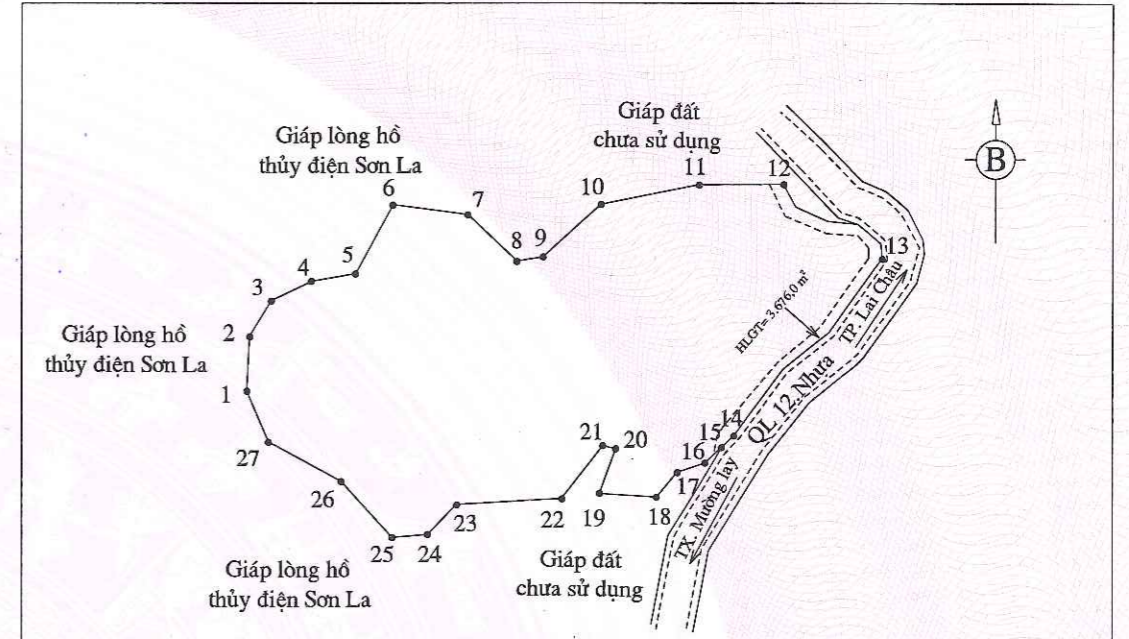 Giáp đất
chưa sử dụng
Giáp lòng hồ
thủy điện Sơn La
B
6
7
10
11
12
8
9
13
5
4
3
2
1
Giáp lòng hồ
thủy điện Sơn La
HLGT= 3.676,0 m²
TP. Lai Châu
QL 12 Nhựa
TX. Mường lay
14
15
16
17
18
19
20
21
22
23
24
25
26
27
Giáp đất
chưa sử dụng
Giáp lòng hồ
thủy điện Sơn La